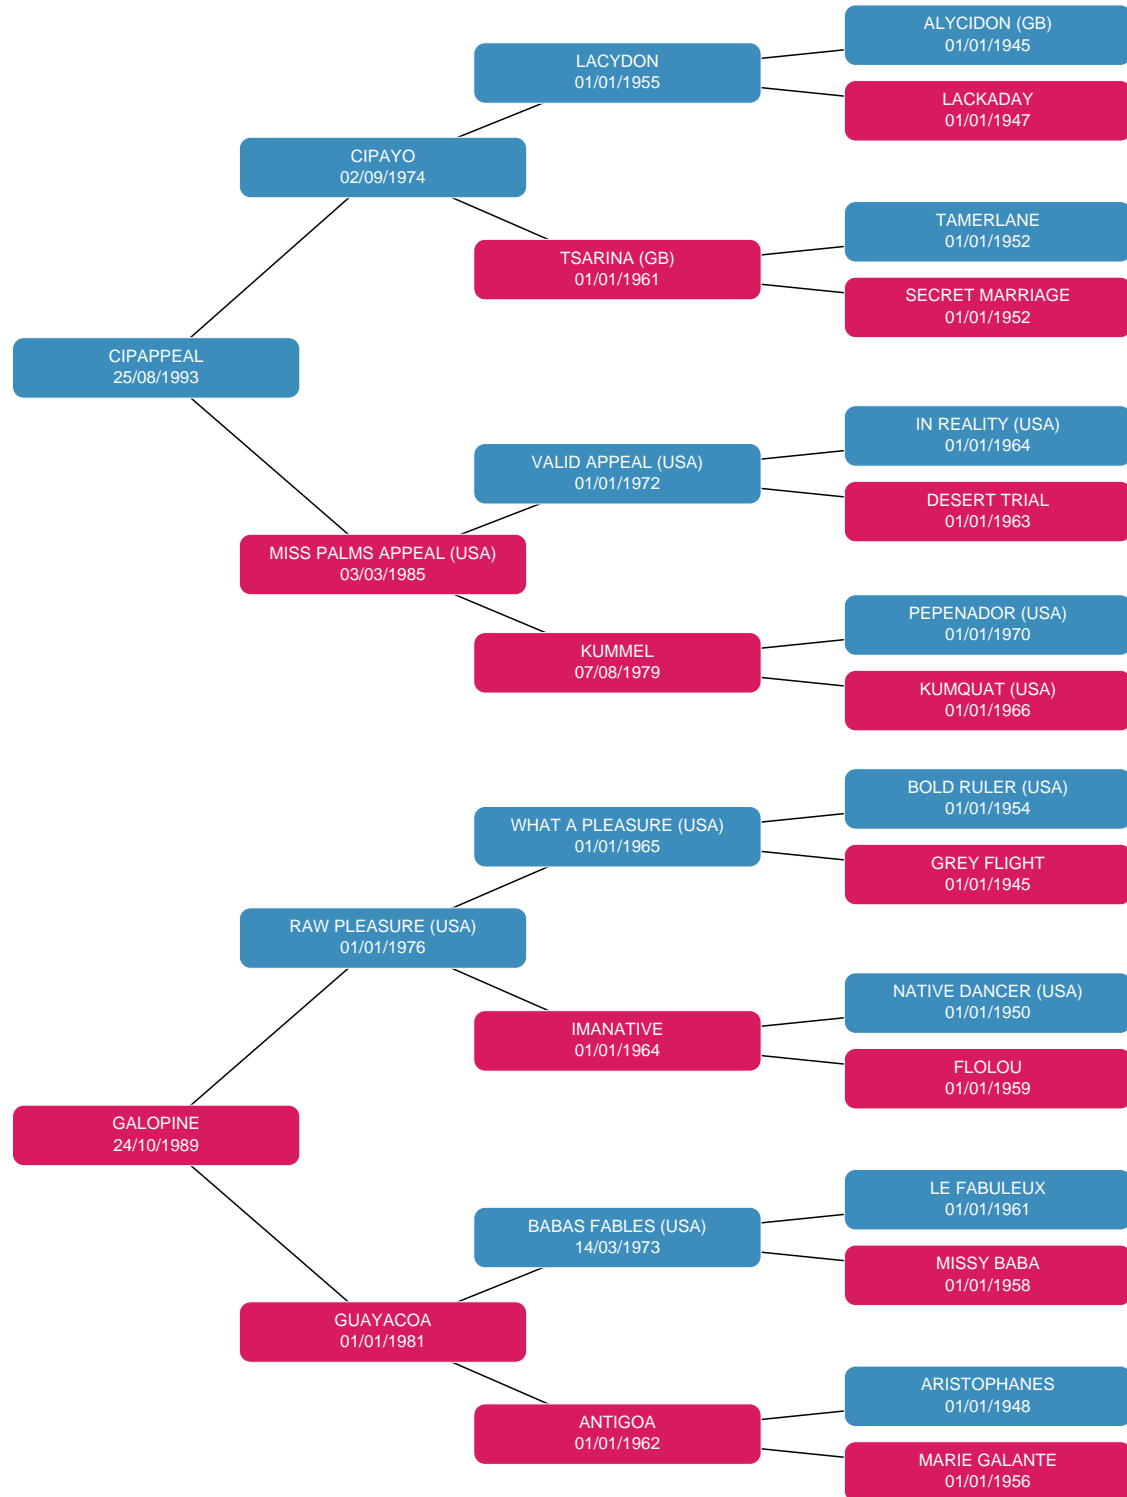 ALYCIDON (GB)
01/01/1945
LACYDON
01/01/1955
LACKADAY
01/01/1947
CIPAYO
02/09/1974
TAMERLANE
01/01/1952
TSARINA (GB)
01/01/1961
SECRET MARRIAGE
01/01/1952
CIPAPPEAL
25/08/1993
IN REALITY (USA)
01/01/1964
VALID APPEAL (USA)
01/01/1972
DESERT TRIAL
01/01/1963
MISS PALMS APPEAL (USA)
03/03/1985
PEPENADOR (USA)
01/01/1970
KUMMEL
07/08/1979
KUMQUAT (USA)
01/01/1966
BOLD RULER (USA)
01/01/1954
WHAT A PLEASURE (USA)
01/01/1965
GREY FLIGHT
01/01/1945
RAW PLEASURE (USA)
01/01/1976
NATIVE DANCER (USA)
01/01/1950
IMANATIVE
01/01/1964
FLOLOU
01/01/1959
GALOPINE
24/10/1989
LE FABULEUX
01/01/1961
BABAS FABLES (USA)
14/03/1973
MISSY BABA
01/01/1958
GUAYACOA
01/01/1981
ARISTOPHANES
01/01/1948
ANTIGOA
01/01/1962
MARIE GALANTE
01/01/1956